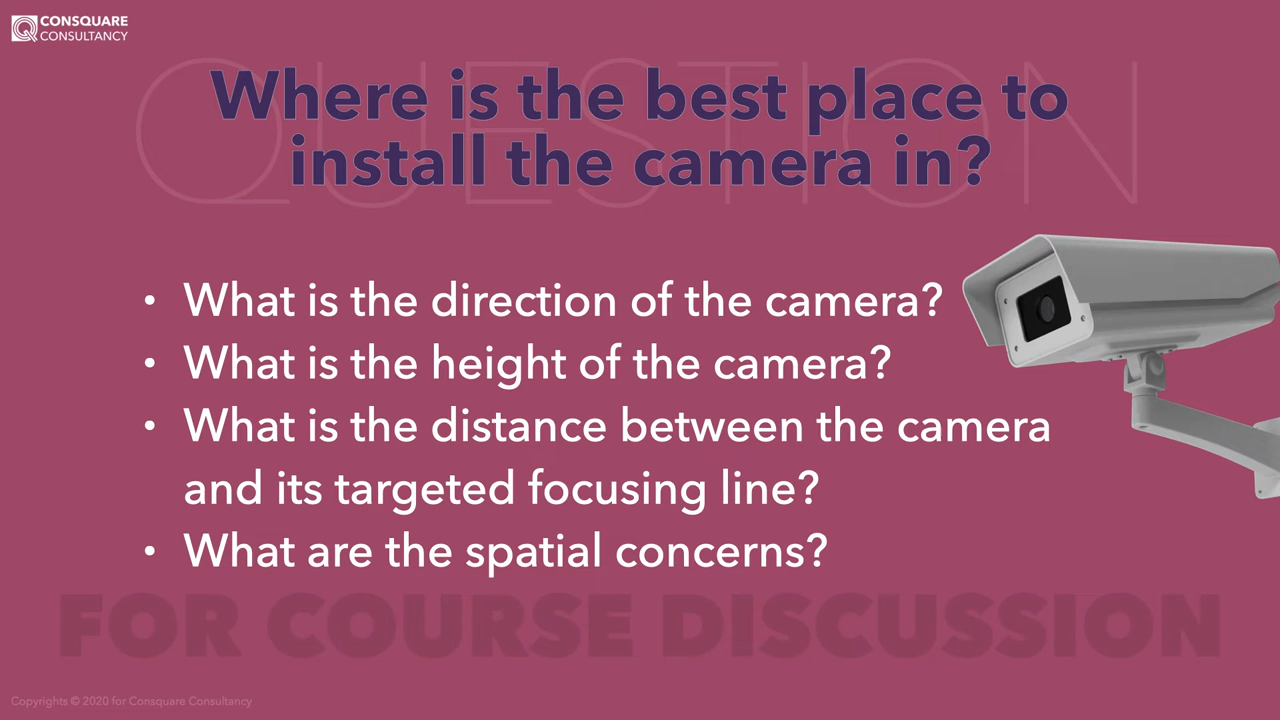 CONSQUARE
CONSULTANCY
QUESTION
Where is the best place to
install the camera in?
• What is the direction of the camera?
• What is the height of the camera?
• What is the distance between the camera
and its targeted focusing line?
• What are the spatial concerns?
FOR COURSE DISCUSSION
Copyrights © 2020 for Consquare Consultancy